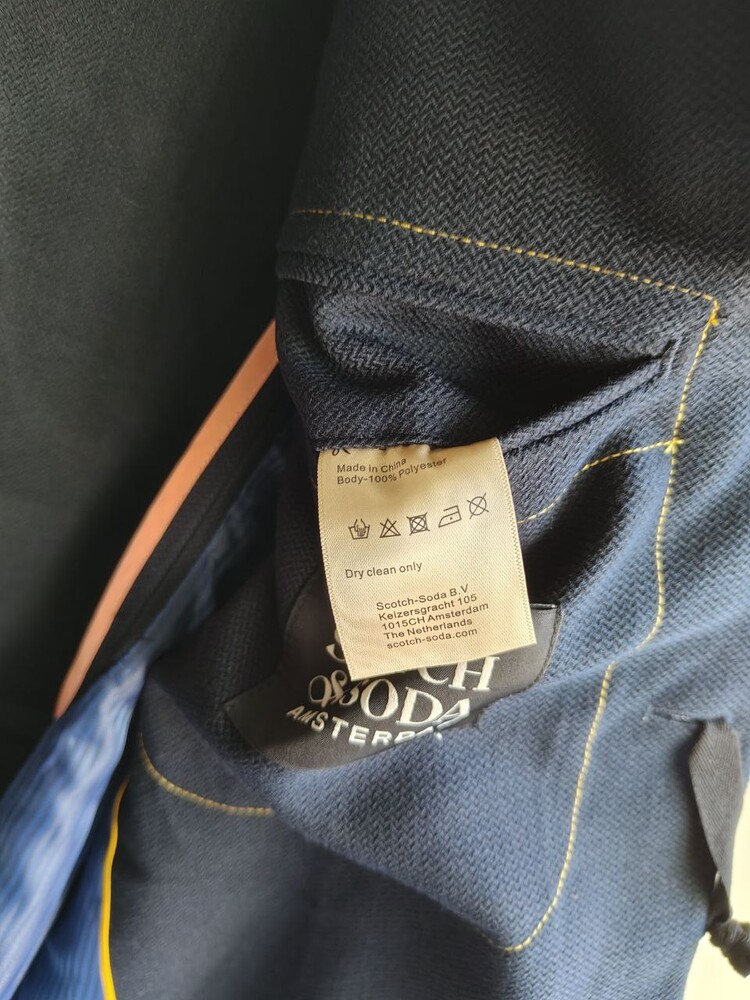 Made in China
Body-100% Polyester
Dry clean only
Scotch-Soda B.V
Keizersgracht 105
1015CH Amsterdam
The Netherlands
scotch-soda.com
&SODA